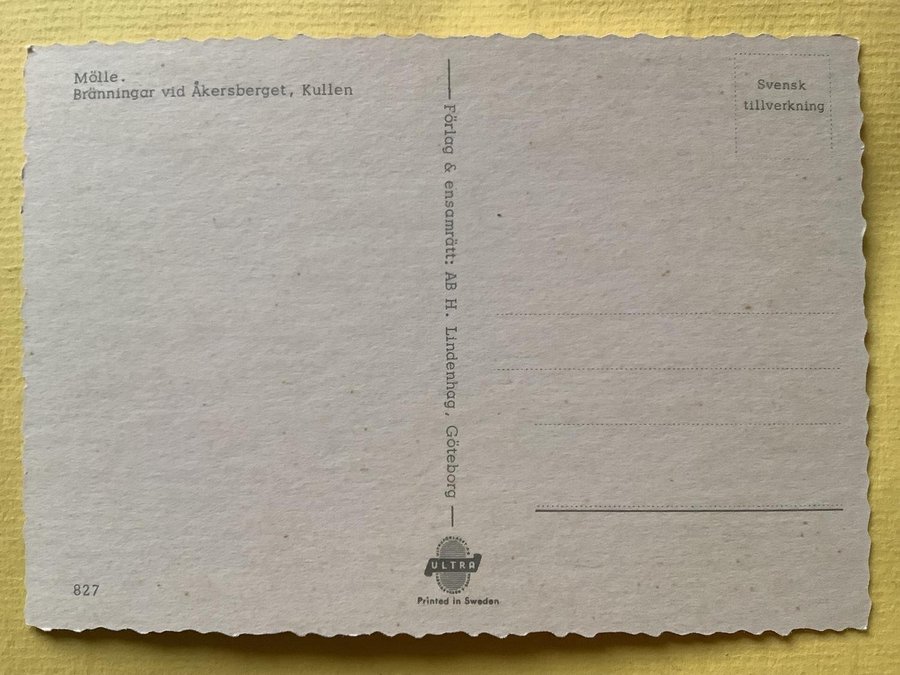 Mölle.
Bränningar vid Åkersberget, Kullen
Förlag & ensamrätt: AB H. Lindenhag, Göteborg
Svensk
tillverkning
827
ULTRA
Printed in Sweden